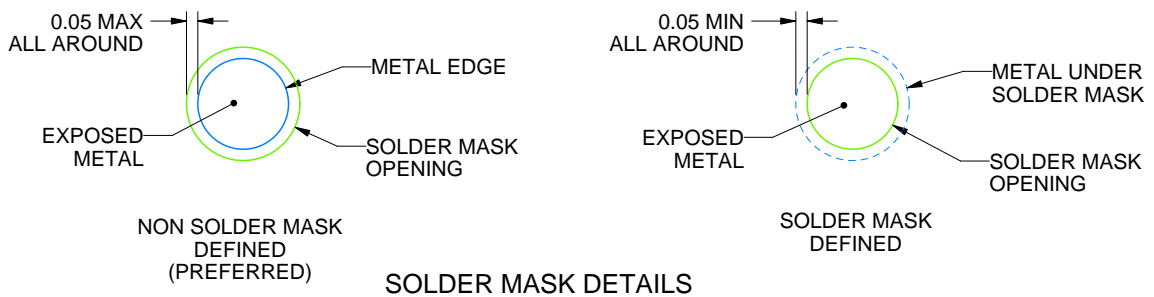 0.05 MAX
ALL AROUND
METAL EDGE
EXPOSED
METAL
SOLDER MASK
OPENING
NON SOLDER MASK
DEFINED
(PREFERRED)
0.05 MIN
ALL AROUND
METAL UNDER
SOLDER MASK
EXPOSED
METAL
SOLDER MASK
OPENING
SOLDER MASK
DEFINED
SOLDER MASK DETAILS